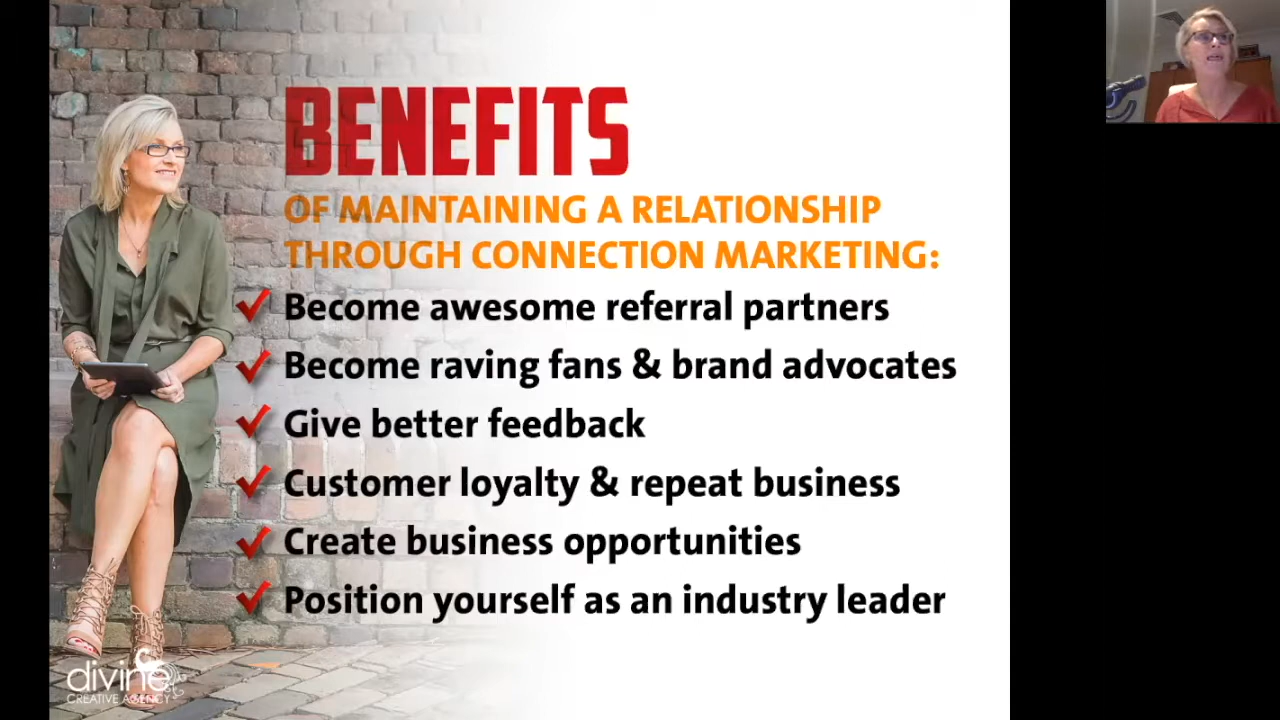 BENEFITS
OF MAINTAINING A RELATIONSHIP
THROUGH CONNECTION MARKETING:
Become awesome referral partners
Become raving fans & brand advocates
Give better feedback
Customer loyalty & repeat business
Create business opportunities
Position yourself as an industry leader
divine
CREATIVE AGENCY